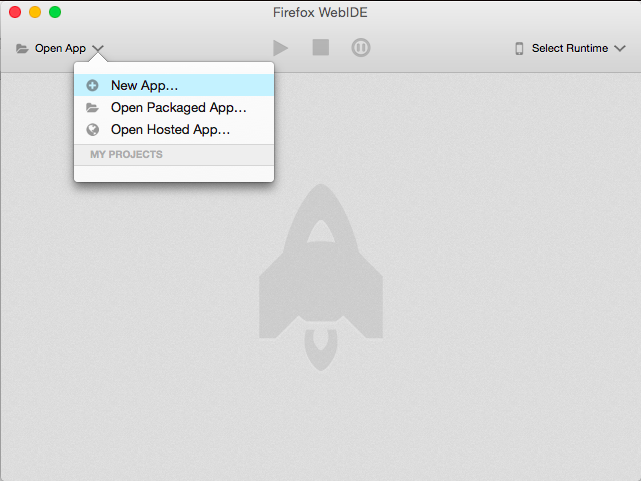 Firefox WebIDE
Open App
Select Runtime
New App...
Open Packaged App...
Open Hosted App...
MY PROJECTS